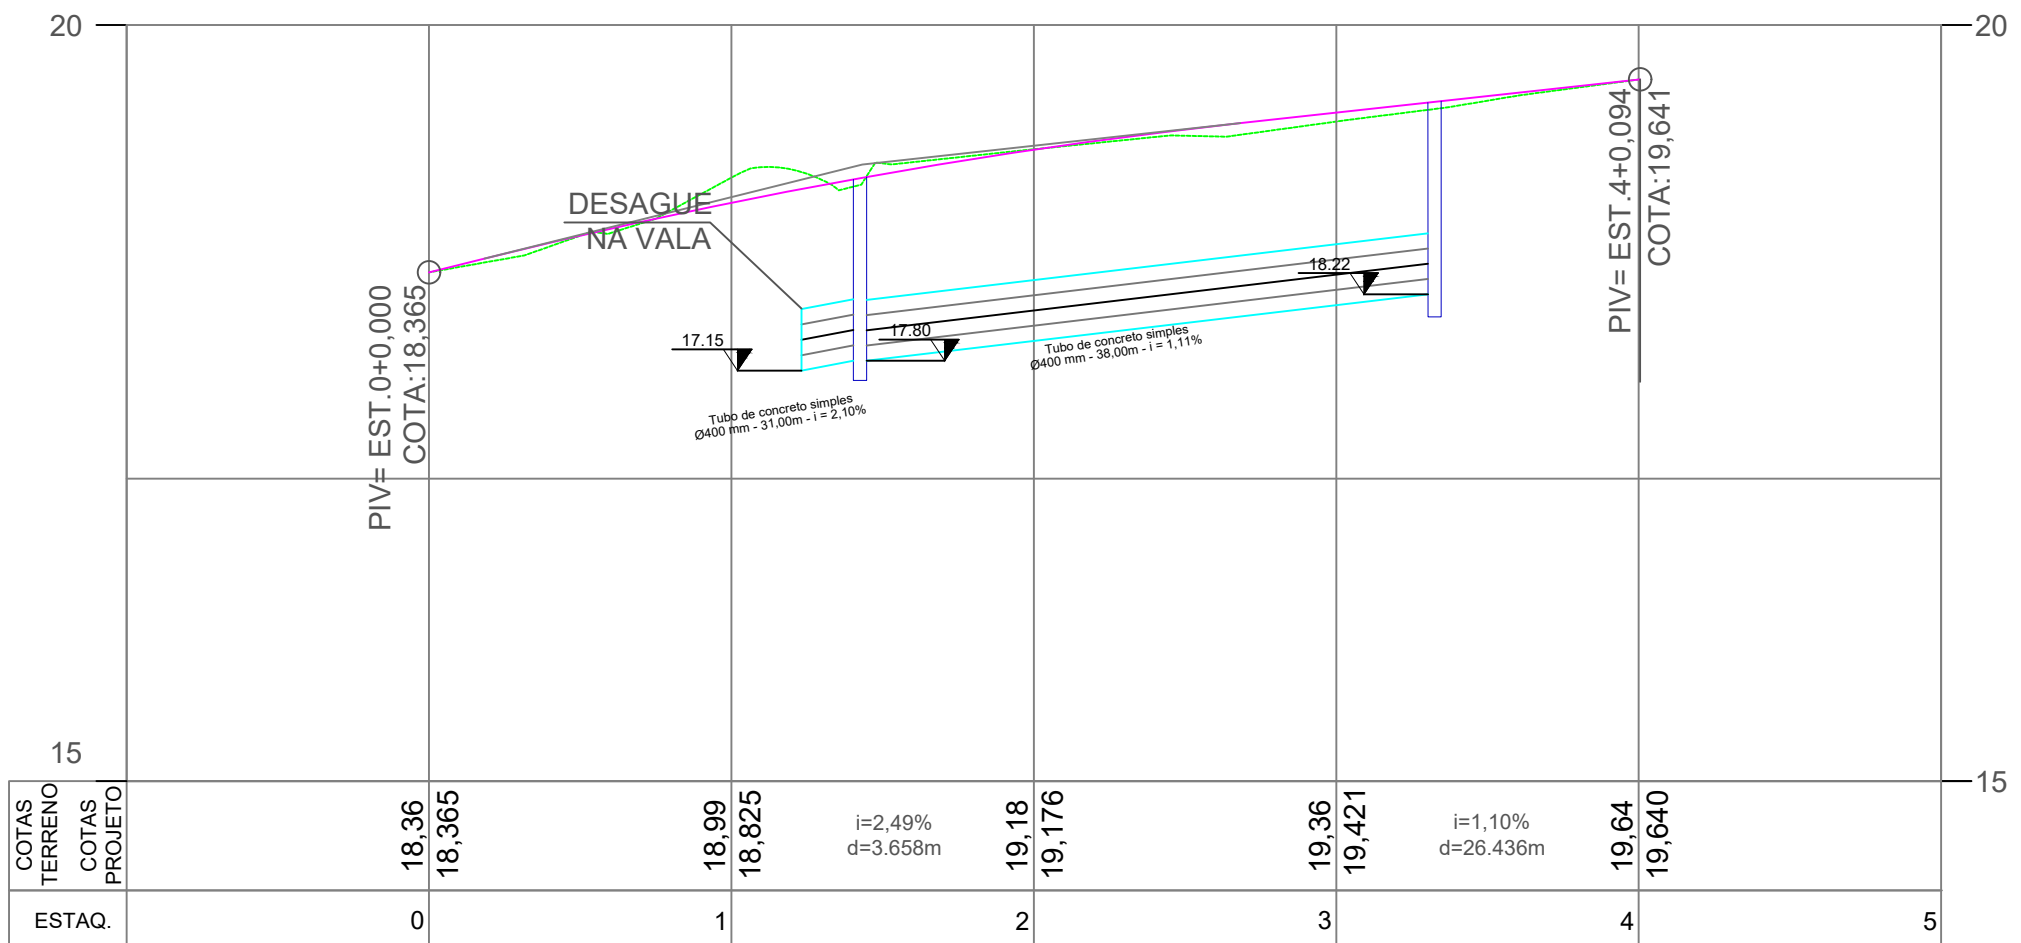 20
20
DESAGUE
NA VALA
PIV= EST.0+0,000
COTA:18,365
PIV= EST.4+0,094
COTA:19,641
17.15
17.80
18.22
Tubo de concreto simples
Ø400 mm - 31,00m - i = 2,10%
Tubo de concreto simples
Ø400 mm - 38,00m - i = 1,11%
15
15
COTAS
TERRENO
COTAS
PROJETO
18,36
18,365
18,99
18,825
i=2,49%
d=3.658m
19,18
19,176
19,36
19,421
i=1,10%
d=26.436m
19,64
19,640
ESTAQ.
0
1
2
3
4
5